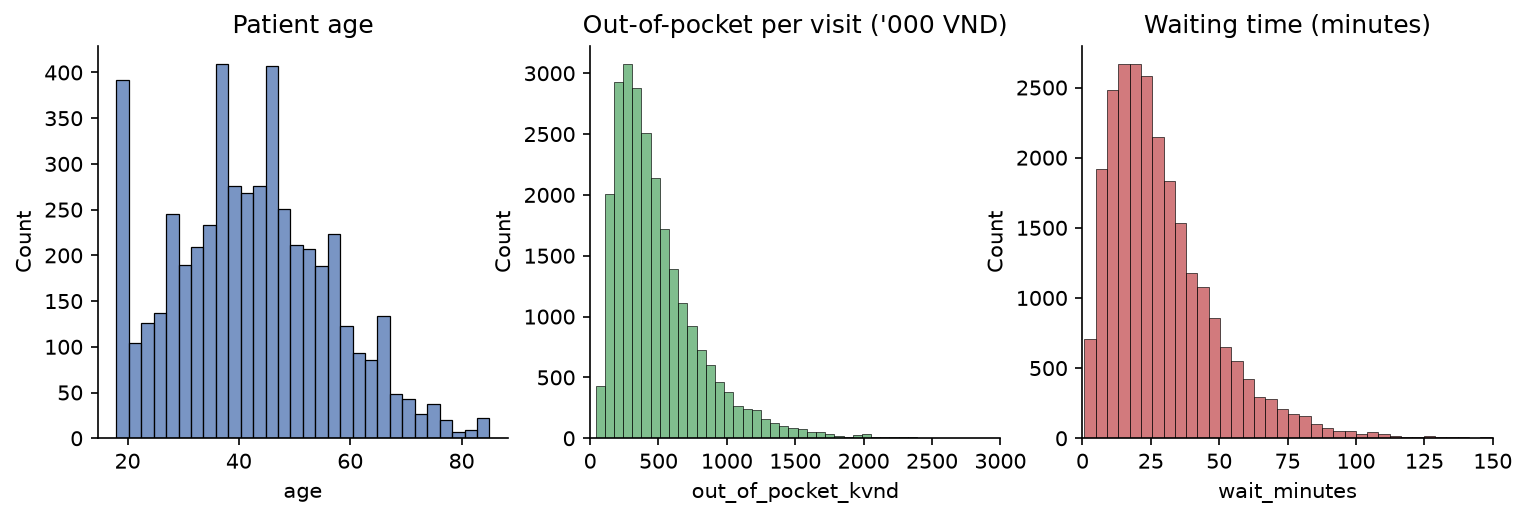 Patient age
400
350
300
250
200
150
100
50
0
Count
20 40 60 80
age
Out-of-pocket per visit ('000 VND)
3000
2500
2000
1500
1000
500
0
Count
0 500 1000 1500 2000 2500 3000
out_of_pocket_kvnd
Waiting time (minutes)
2500
2000
1500
1000
500
0
Count
0 25 50 75 100 125 150
wait_minutes